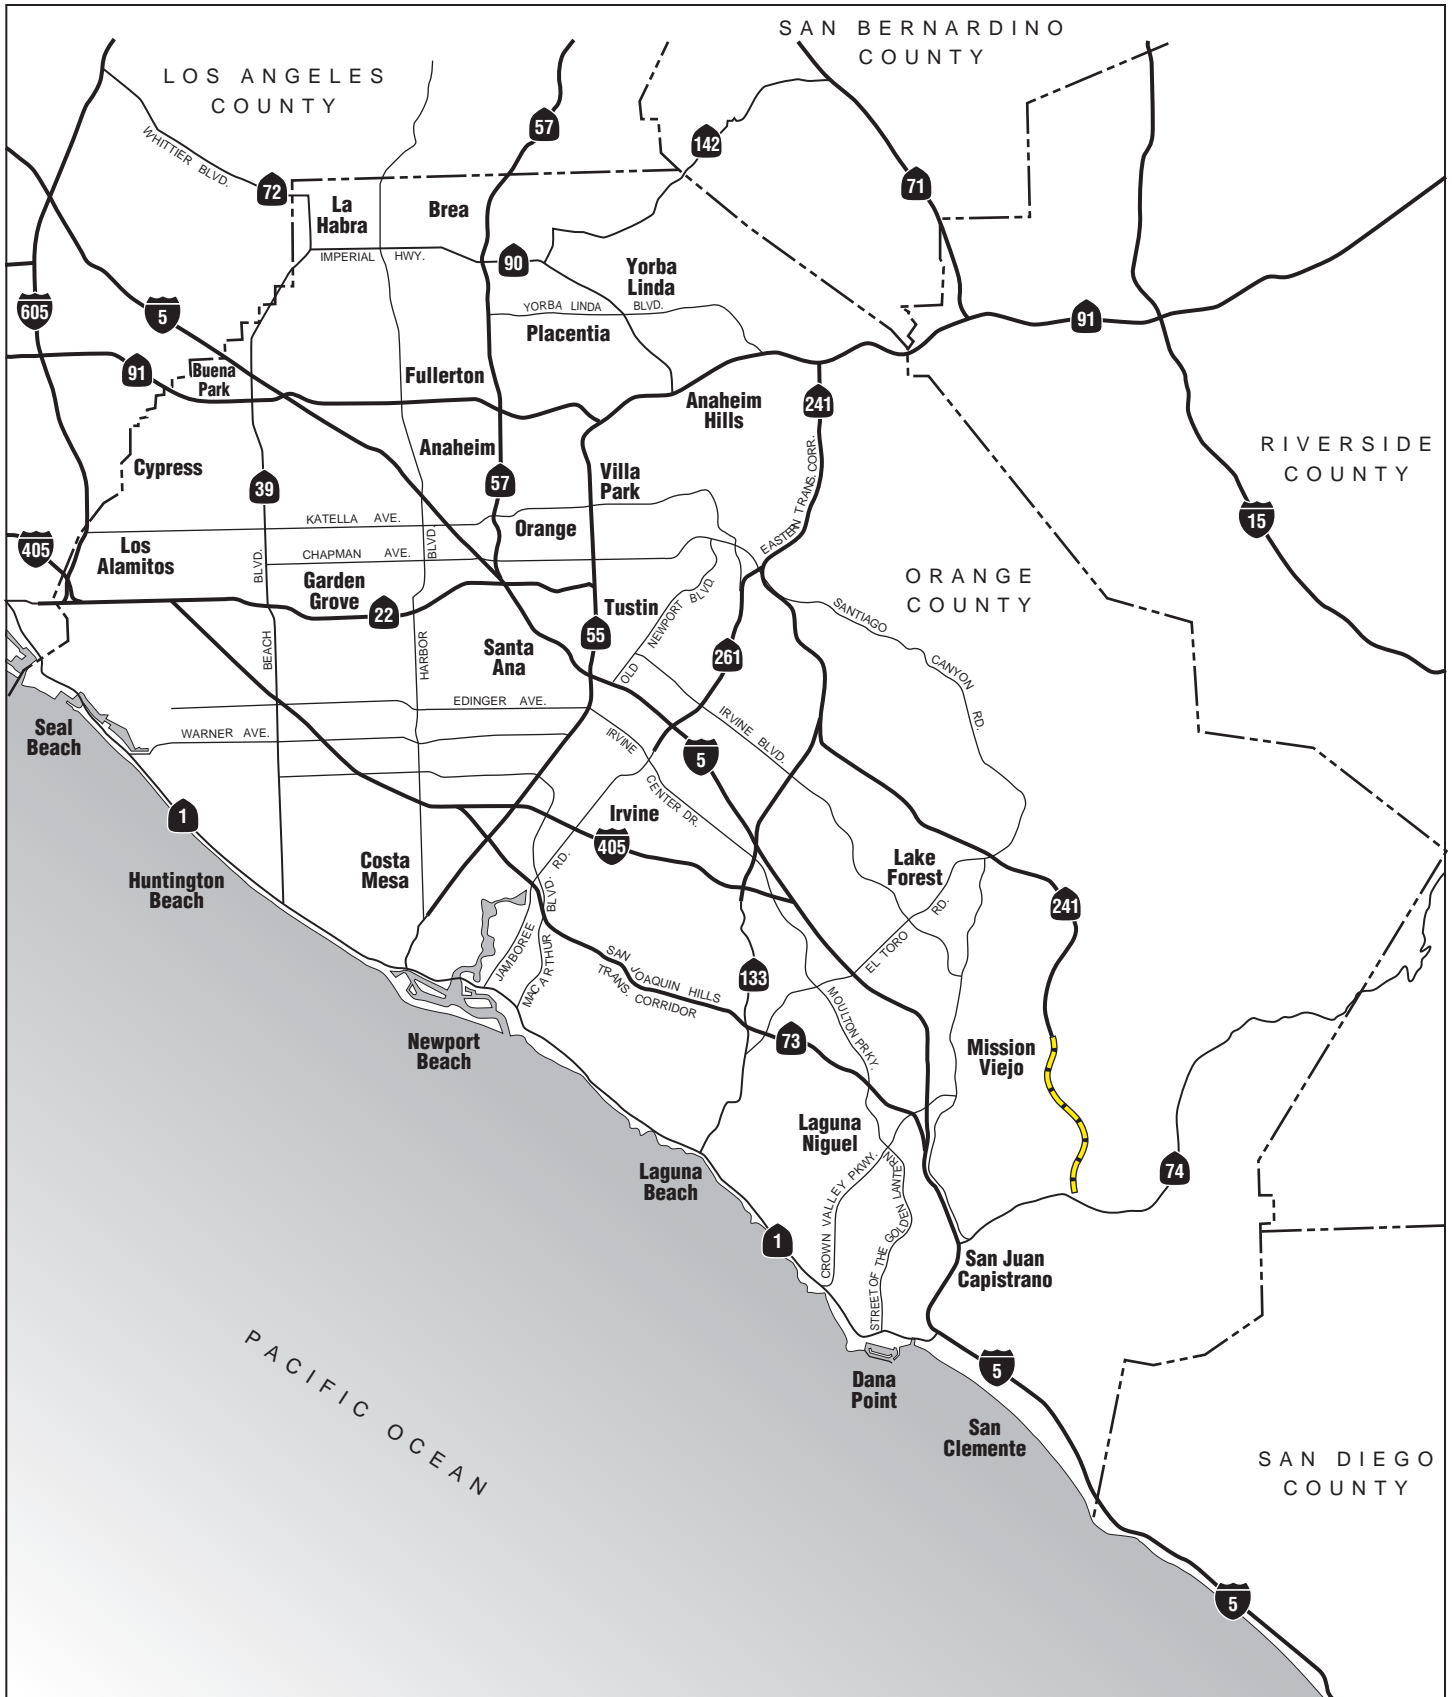 SAN BERNARDINO
COUNTY
LOS ANGELES
COUNTY
57
142
WHITTIER BLVD.
72
71
La
Habra
Brea
IMPERIAL HWY.
90
Yorba
Linda
605
5
YORBA LINDA BLVD.
91
Placentia
91
Buena
Park
Fullerton
Anaheim
Hills
241
RIVERSIDE
COUNTY
Anaheim
Cypress
Villa
Park
39
57
EASTERN TRANS. CORR.
KATELLA AVE.
Orange
15
405
Los
Alamitos
BLVD.
CHAPMAN AVE.
BLVD.
ORANGE
COUNTY
Garden
Grove
22
Tustin
OLD NEWPORT BLVD.
SANTIAGO CANYON RD.
55
BEACH
HARBOR
Santa
Ana
261
EDINGER AVE.
Seal
Beach
WARNER AVE.
IRVINE CENTER DR.
IRVINE BLVD.
5
1
Irvine
405
Costa
Mesa
Lake
Forest
Huntington
Beach
BLVD. RD.
241
EL TORO RD.
JAMBOREE
MAC ARTHUR
SAN JOAQUIN HILLS
TRANS. CORRIDOR
133
MOULTON PRKY.
73
Newport
Beach
Mission
Viejo
Laguna
Niguel
Laguna
Beach
CROWN VALLEY PKWY.
STREET OF THE GOLDEN LANTERN
74
1
San Juan
Capistrano
PACIFIC OCEAN
5
Dana
Point
San
Clemente
SAN DIEGO
COUNTY
5